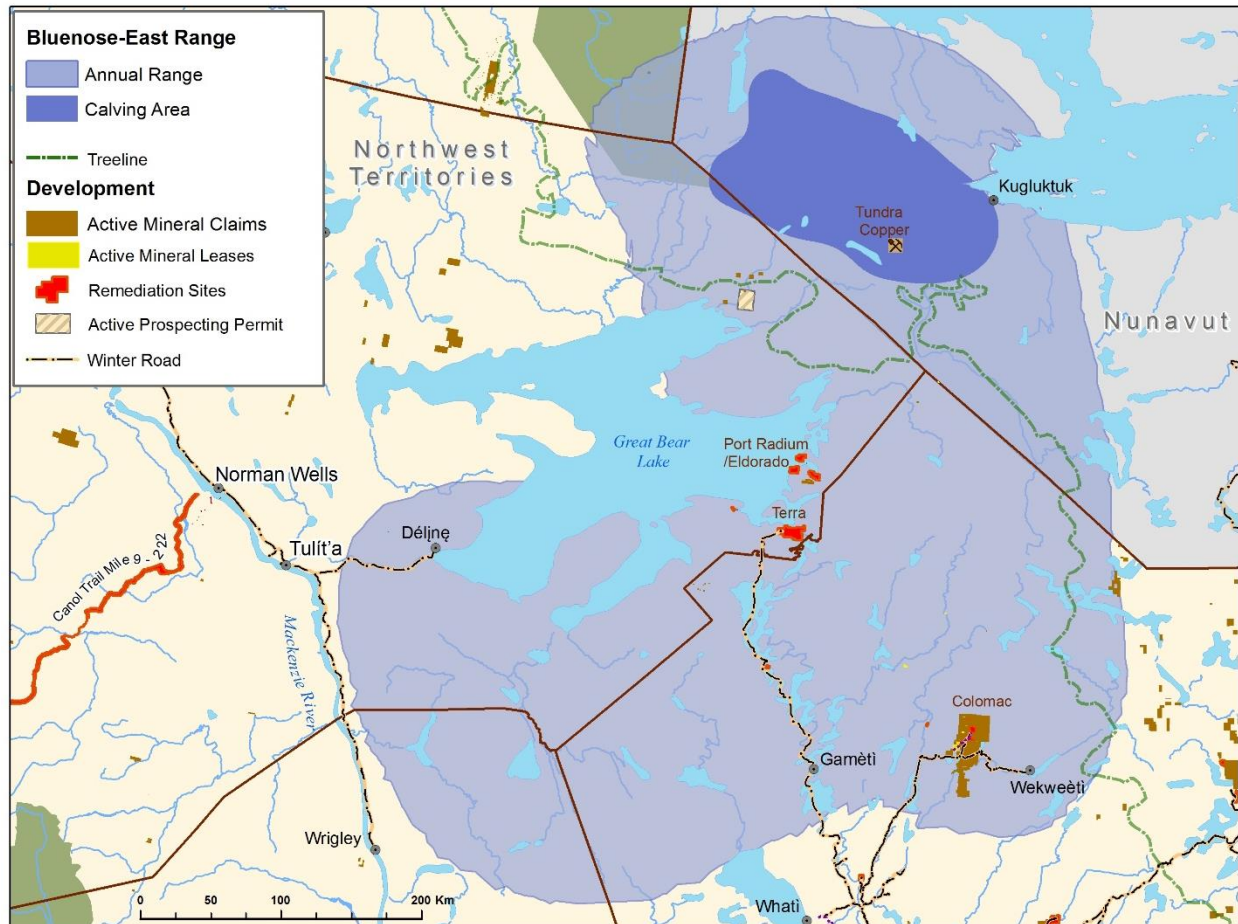 Bluenose-East Range
Annual Range
Calving Area
Treeline
Development
Active Mineral Claims
Active Mineral Leases
Remediation Sites
Active Prospecting Permit
Winter Road
Northwest
Territories
Kugluktuk
Tundra
Copper
Nunavut
Great Bear
Lake
Port Radium
/Eldorado
Norman Wells
Terra
Délı̨nę
Tulít'a
Canol Trail Mile 9 - 222
Mackenzie River
Colomac
Gamètì
Wekweètì
Wrigley
0 50 100 200 Km
Whatì